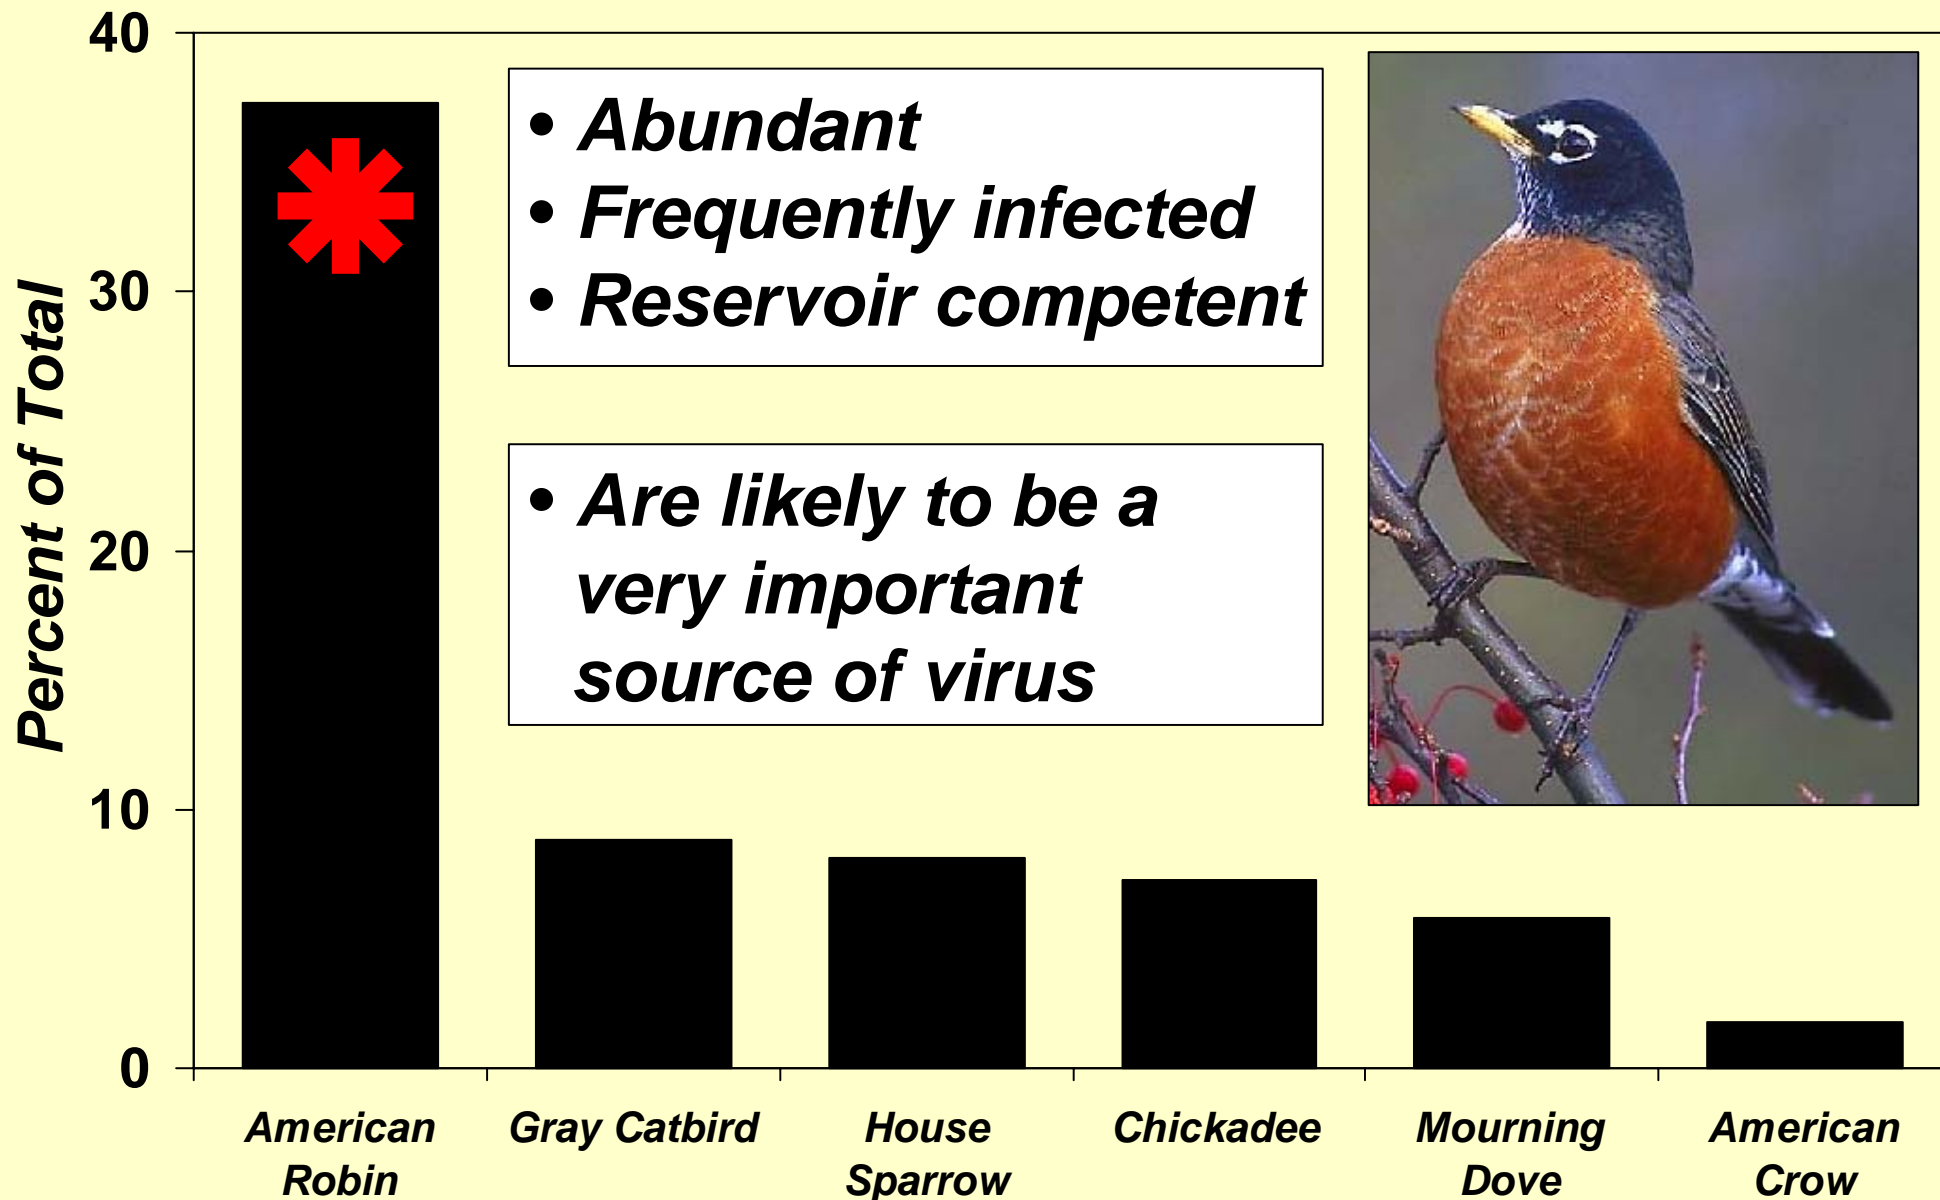 40
30
20
10
0
Percent of Total
• Abundant
• Frequently infected
• Reservoir competent
• Are likely to be a
very important
source of virus
American
Robin
Gray Catbird
House
Sparrow
Chickadee
Mourning
Dove
American
Crow